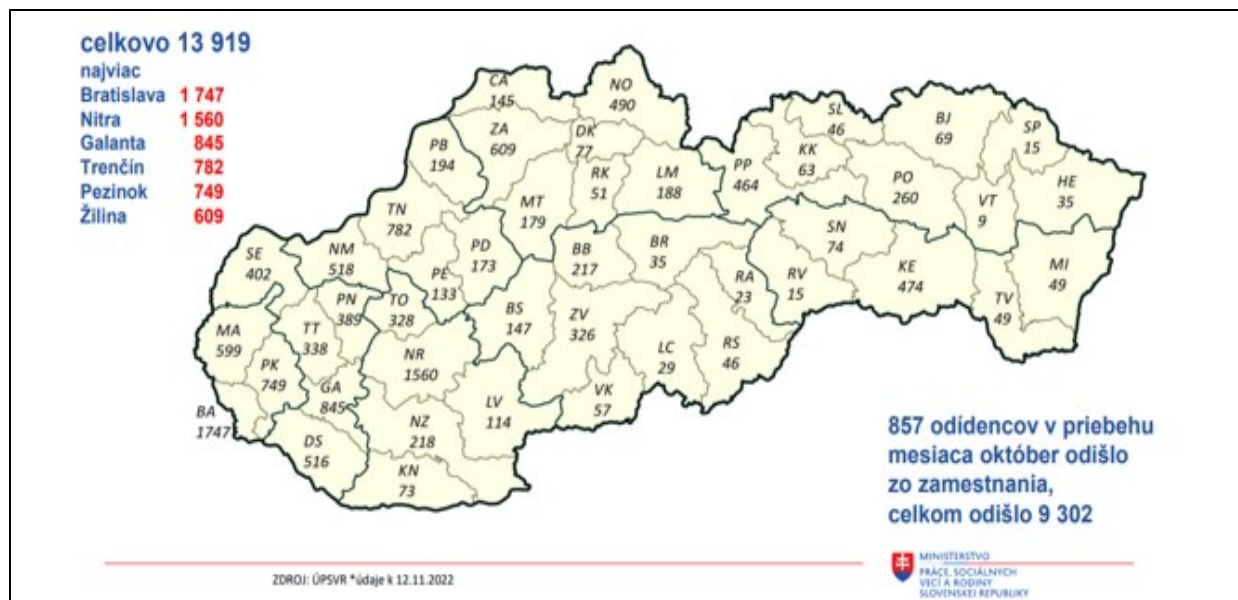 celkovo 13 919
najviac
Bratislava 1 747
Nitra 1 560
Galanta 845
Trenčín 782
Pezinok 749
Žilina 609
CA
145
NO
490
ZA
609
DK
77
PB
194
RK
51
LM
188
MT
179
PP
464
SL
46
KK
63
BJ
69
SP
15
PO
260
VT
9
HE
35
TN
782
PD
173
PE
133
BB
217
BR
35
SN
74
SE
402
NM
518
PN
389
TO
328
BS
147
ZV
326
RA
23
RV
15
KE
474
MI
49
TV
49
MA
599
TT
338
PK
749
GA
845
NR
1560
LC
29
RS
46
VK
57
BA
1747
DS
516
NZ
218
LV
114
KN
73
857 odídencov v priebehu
mesiaca október odišlo
zo zamestnania,
celkom odišlo 9 302
ZDROJ: ÚPSVR *údaje k 12.11.2022
MINISTERSTVO
PRÁCE, SOCIÁLNYCH
VECÍ A RODINY
SLOVENSKEJ REPUBLIKY